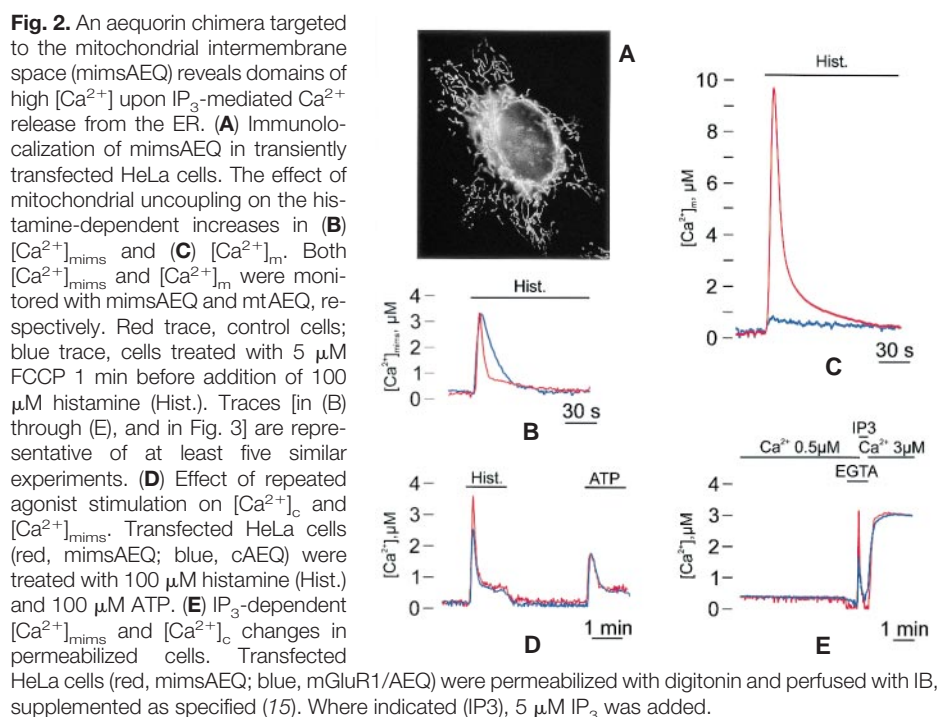 Fig. 2. An aequorin chimera targeted
to the mitochondrial intermembrane
space (mimsAEQ) reveals domains of
high [Ca²⁺] upon IP₃-mediated Ca²⁺
release from the ER. (A) Immunolo-
calization of mimsAEQ in transiently
transfected HeLa cells. The effect of
mitochondrial uncoupling on the his-
tamine-dependent increases in (B)
[Ca²⁺]mims and (C) [Ca²⁺]m. Both
[Ca²⁺]mims and [Ca²⁺]m were moni-
tored with mimsAEQ and mtAEQ, re-
spectively. Red trace, control cells;
blue trace, cells treated with 5 μM
FCCP 1 min before addition of 100
μM histamine (Hist.). Traces [in (B)
through (E), and in Fig. 3] are repre-
sentative of at least five similar
experiments. (D) Effect of repeated
agonist stimulation on [Ca²⁺]c and
[Ca²⁺]mims. Transfected HeLa cells
(red, mimsAEQ; blue, cAEQ) were
treated with 100 μM histamine (Hist.)
and 100 μM ATP. (E) IP₃-dependent
[Ca²⁺]mims and [Ca²⁺]c changes in
permeabilized cells. Transfected
HeLa cells (red, mimsAEQ; blue, mGluR1/AEQ) were permeabilized with digitonin and perfused with IB,
supplemented as specified (15). Where indicated (IP3), 5 μM IP₃ was added.
A
Hist.
[Ca²⁺]mims, μM
4
3
2
1
0
30 s
B
Hist.
[Ca²⁺]m, μM
10
8
6
4
2
0
30 s
C
Hist.
ATP
[Ca²⁺], μM
4
3
2
1
0
1 min
D
IP3
Ca²⁺ 0.5μM
Ca²⁺ 3μM
EGTA
[Ca²⁺], μM
4
3
2
1
0
1 min
E